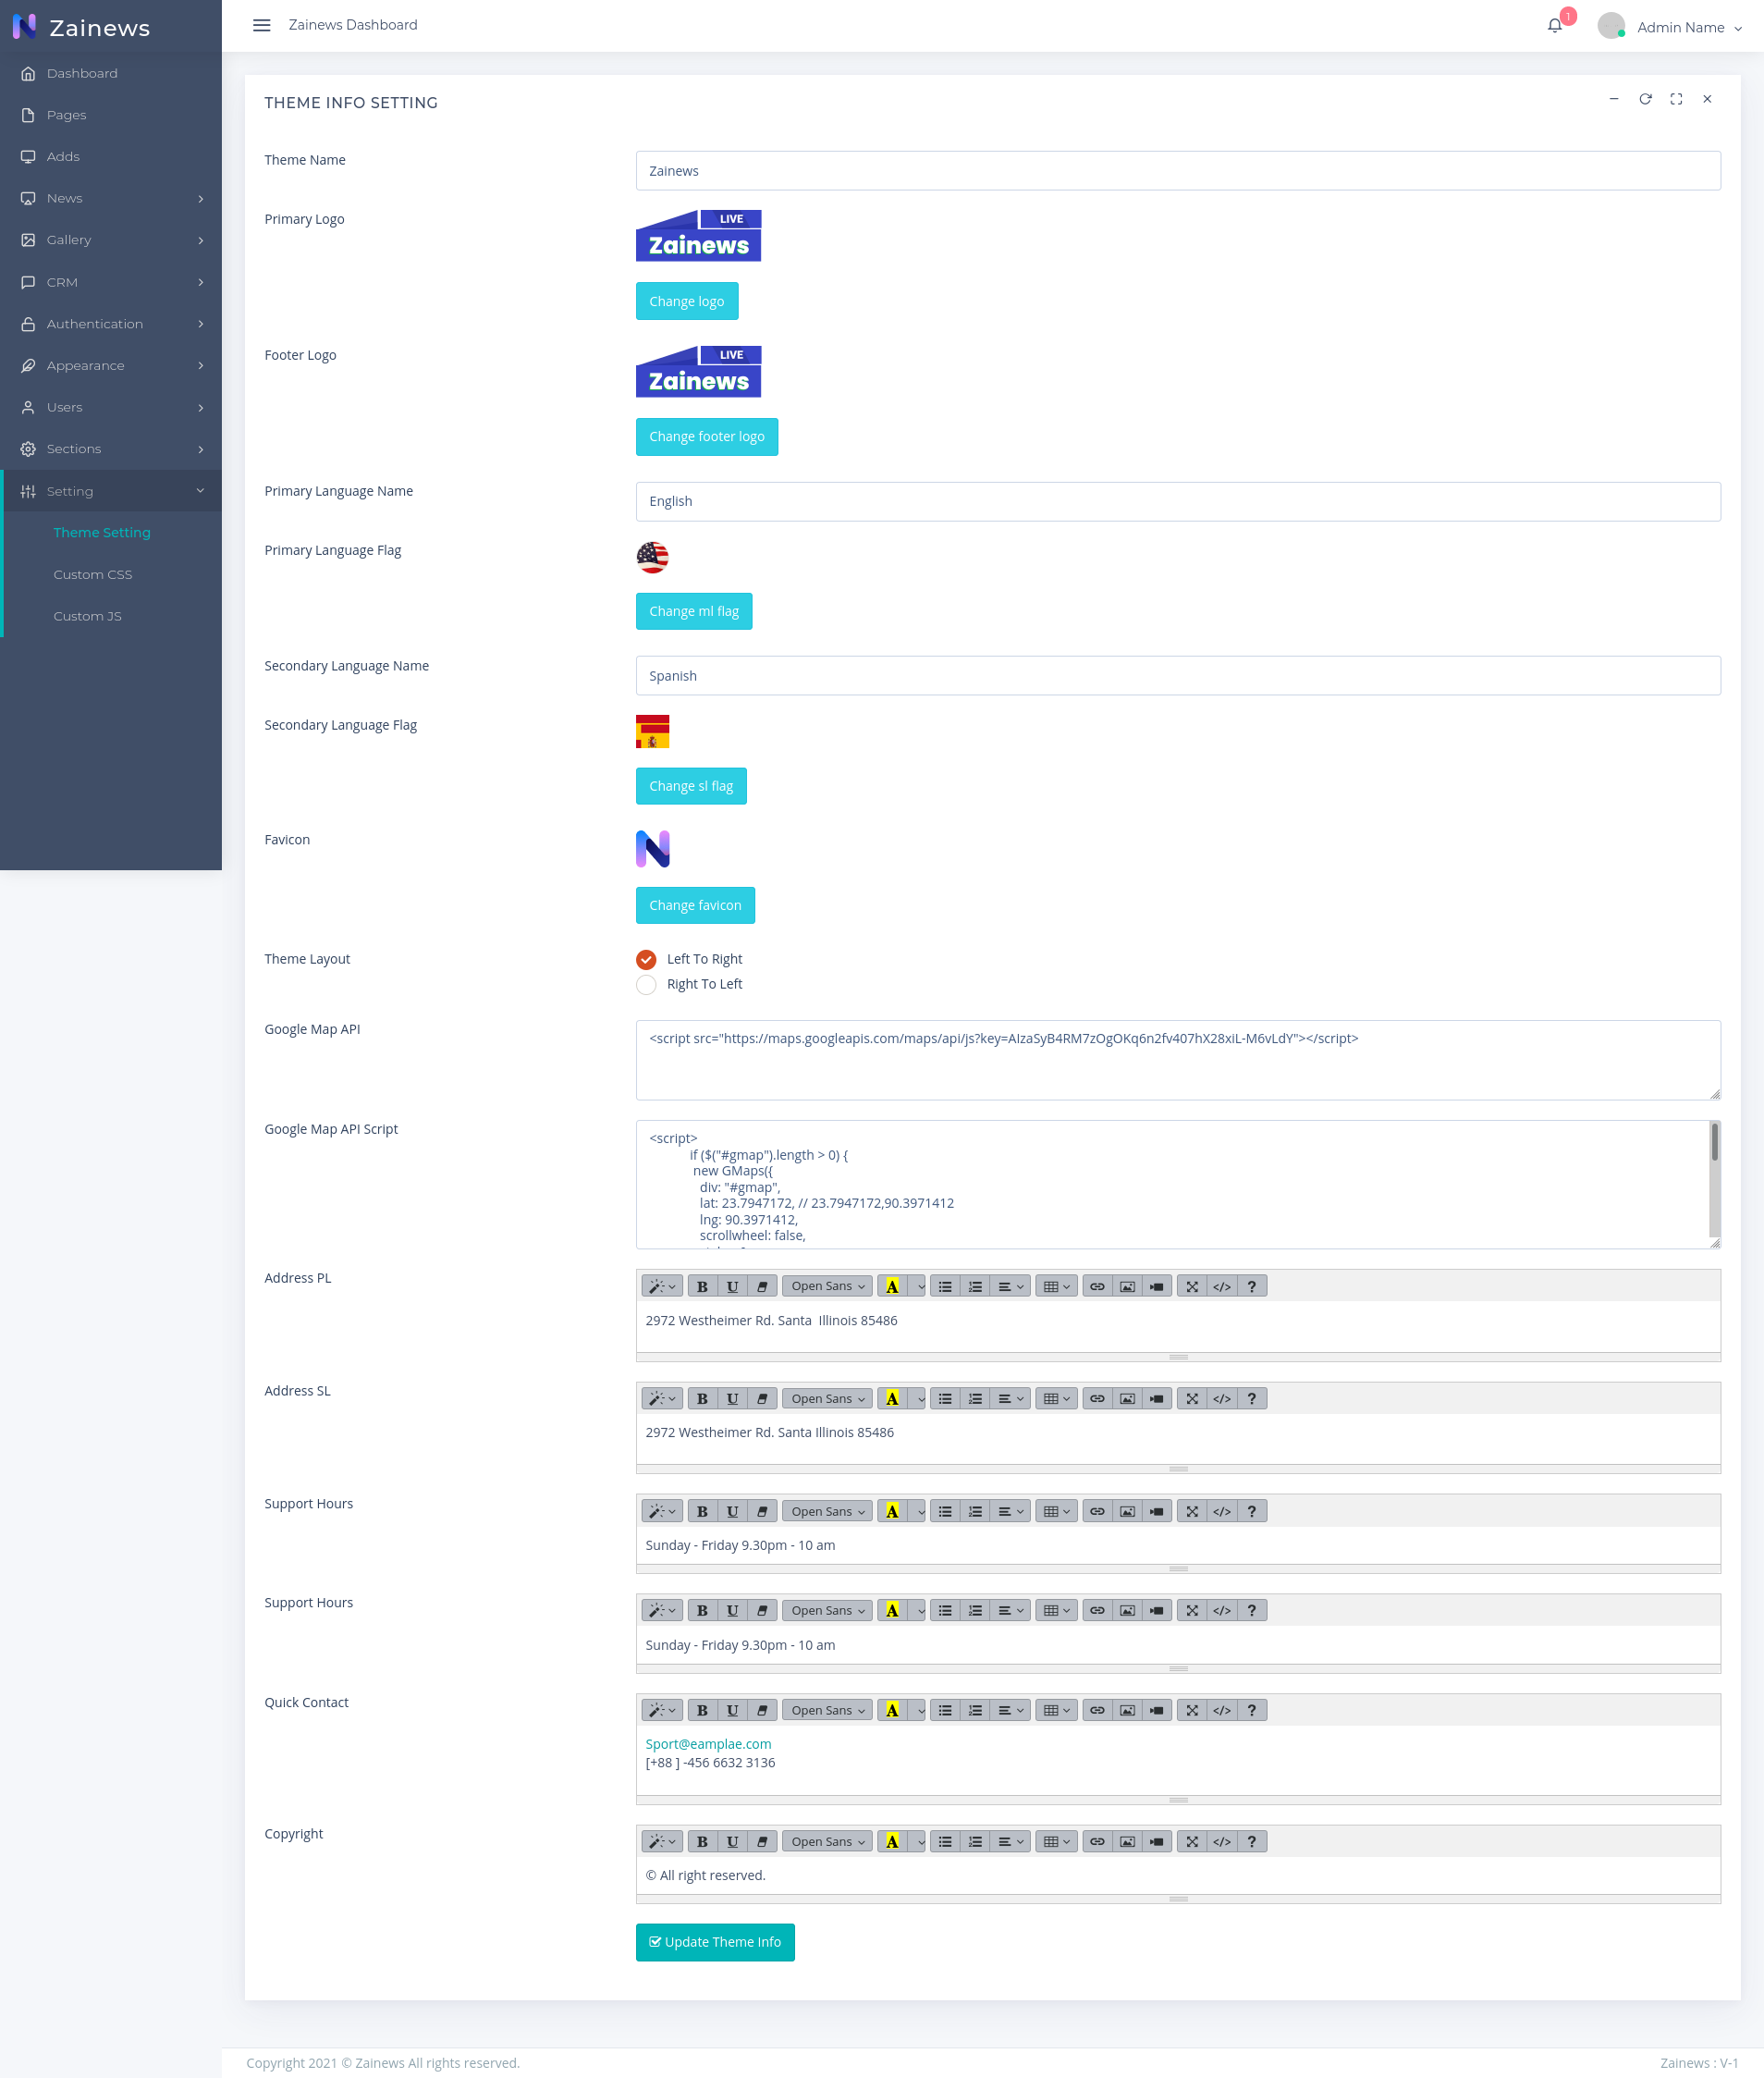 Zainews
Zainews Dashboard
1
Admin Name
Dashboard
Pages
Adds
News
Gallery
CRM
Authentication
Appearance
Users
Sections
Setting
Theme Setting
Custom CSS
Custom JS
THEME INFO SETTING
Theme Name
Zainews
Primary Logo
LIVE
Zainews
Change logo
Footer Logo
LIVE
Zainews
Change footer logo
Primary Language Name
English
Primary Language Flag
Change ml flag
Secondary Language Name
Spanish
Secondary Language Flag
Change sl flag
Favicon
Change favicon
Theme Layout
Left To Right
Right To Left
Google Map API
<script src="https://maps.googleapis.com/maps/api/js?key=AIzaSyB4RM7zOgOKq6n2fv407hX28xiL-M6vLdY"></script>
Google Map API Script
<script>
if ($("#gmap").length > 0) {
new GMaps({
div: "#gmap",
lat: 23.7947172, // 23.7947172,90.3971412
lng: 90.3971412,
scrollwheel: false,
Address PL
B U Open Sans A </> ?
2972 Westheimer Rd. Santa  Illinois 85486
Address SL
B U Open Sans A </> ?
2972 Westheimer Rd. Santa Illinois 85486
Support Hours
B U Open Sans A </> ?
Sunday - Friday 9.30pm - 10 am
Support Hours
B U Open Sans A </> ?
Sunday - Friday 9.30pm - 10 am
Quick Contact
B U Open Sans A </> ?
Sport@eamplae.com
[+88 ] -456 6632 3136
Copyright
B U Open Sans A </> ?
© All right reserved.
Update Theme Info
Copyright 2021 © Zainews All rights reserved.
Zainews : V-1